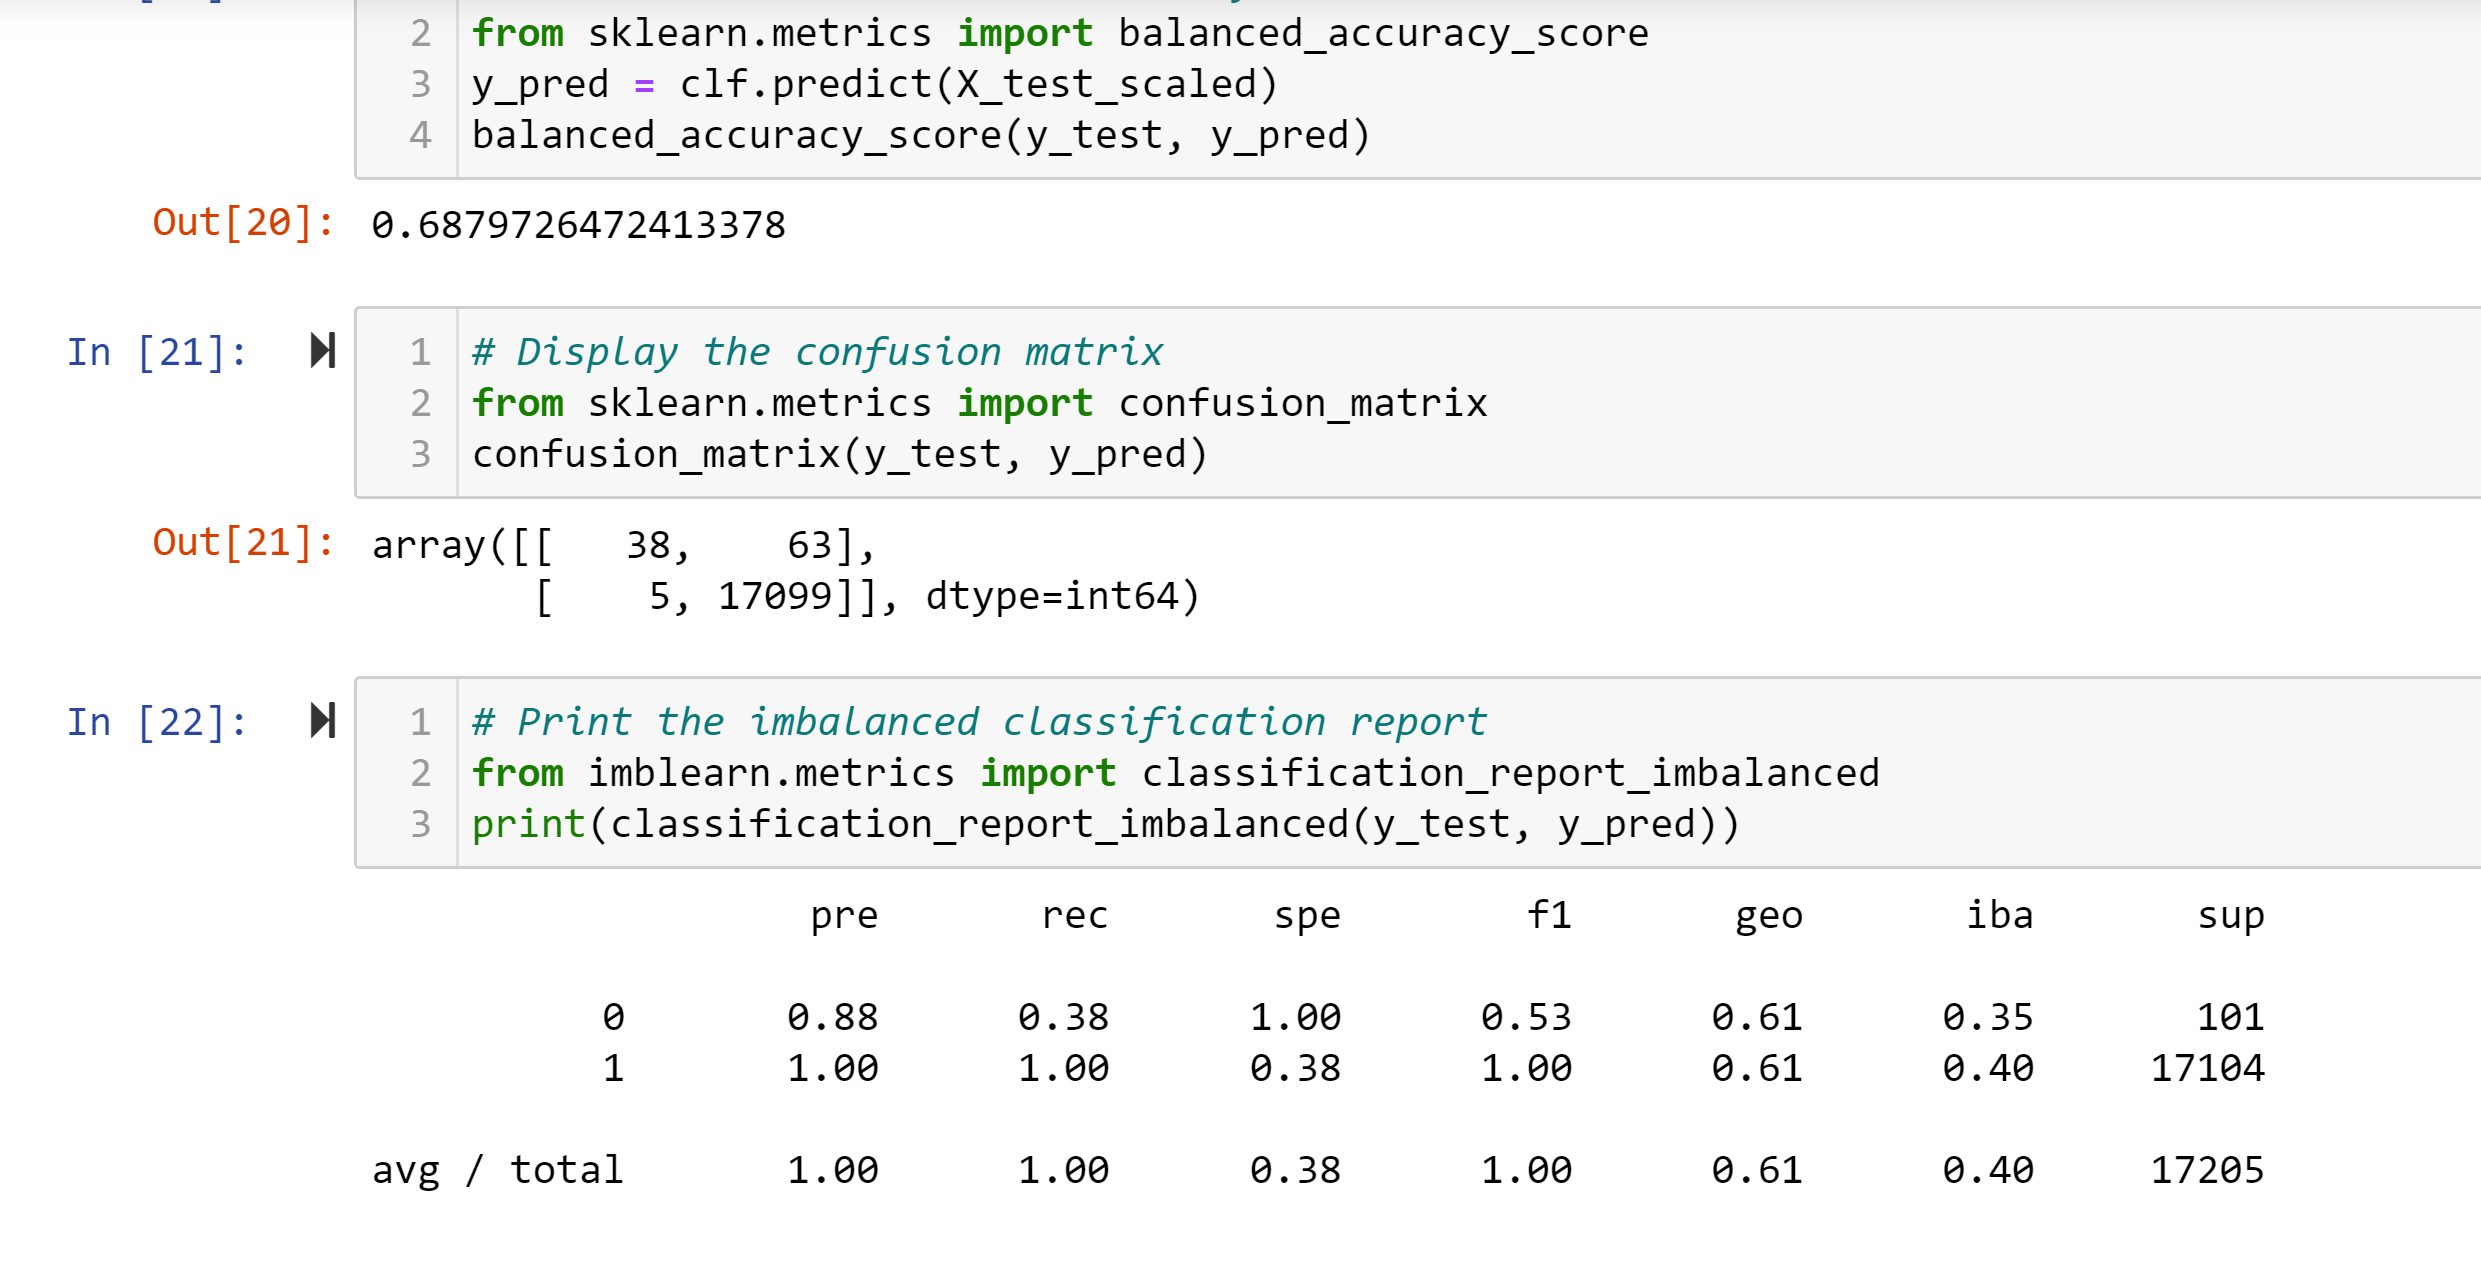 2 from sklearn.metrics import balanced_accuracy_score
3 y_pred = clf.predict(X_test_scaled)
4 balanced_accuracy_score(y_test, y_pred)
Out[20]: 0.6879726472413378
In [21]: 1 # Display the confusion matrix
2 from sklearn.metrics import confusion_matrix
3 confusion_matrix(y_test, y_pred)
Out[21]: array([[   38,    63],
       [    5, 17099]], dtype=int64)
In [22]: 1 # Print the imbalanced classification report
2 from imblearn.metrics import classification_report_imbalanced
3 print(classification_report_imbalanced(y_test, y_pred))
pre rec spe f1 geo iba sup
0 0.88 0.38 1.00 0.53 0.61 0.35 101
1 1.00 1.00 0.38 1.00 0.61 0.40 17104
avg / total 1.00 1.00 0.38 1.00 0.61 0.40 17205